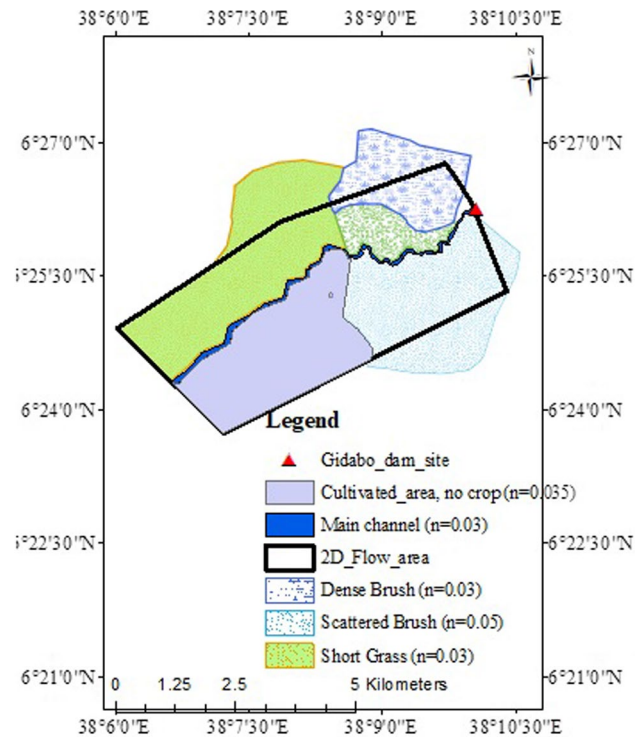 38°6'0"E 38°7'30"E 38°9'0"E 38°10'30"E
N
6°27'0"N 6°27'0"N
5°25'30"N 6°25'30"N
6°24'0"N 6°24'0"N
Legend
Gidabo_dam_site
Cultivated_area, no crop(n=0.035)
Main channel (n=0.03)
5°22'30"N 6°22'30"N
2D_Flow_area
Dense Brush (n=0.03)
Scattered Brush (n=0.05)
Short Grass (n=0.03)
6°21'0"N 6°21'0"N
0 1.25 2.5 5 Kilometers
38°6'0"E 38°7'30"E 38°9'0"E 38°10'30"E